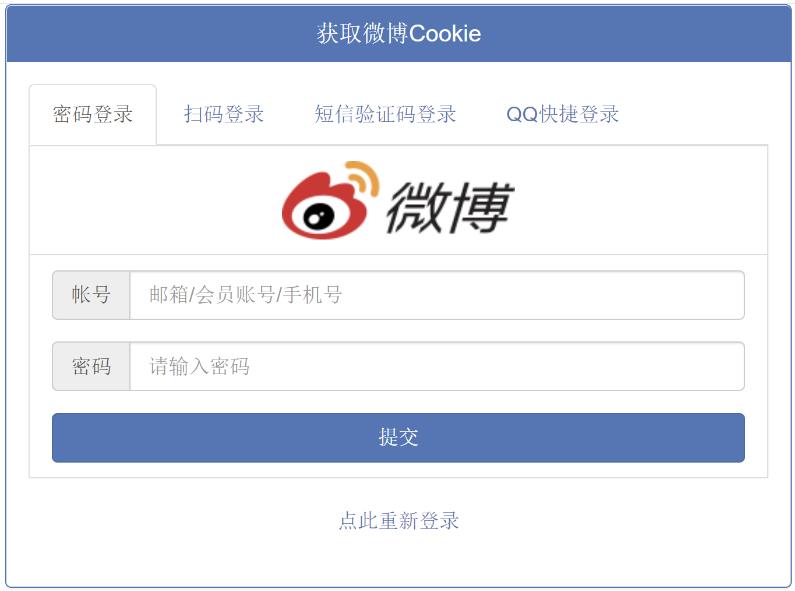 获取微博Cookie
密码登录 扫码登录 短信验证码登录 QQ快捷登录
微博
帐号 邮箱/会员账号/手机号
密码 请输入密码
提交
点此重新登录